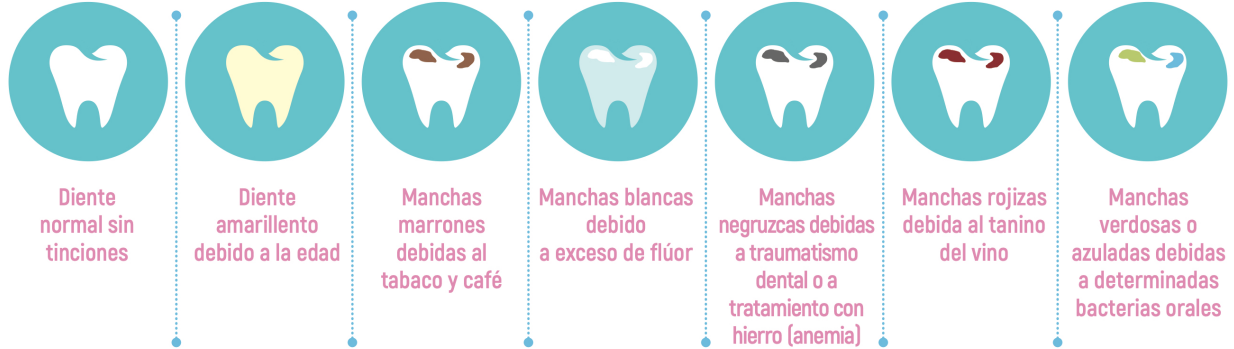 Diente
normal sin
tinciones
Diente
amarillento
debido a la edad
Manchas
marrones
debidas al
tabaco y café
Manchas blancas
debido
a exceso de flúor
Manchas
negruzcas debidas
a traumatismo
dental o a
tratamiento con
hierro (anemia)
Manchas rojizas
debida al tanino
del vino
Manchas
verdosas o
azuladas debidas
a determinadas
bacterias orales